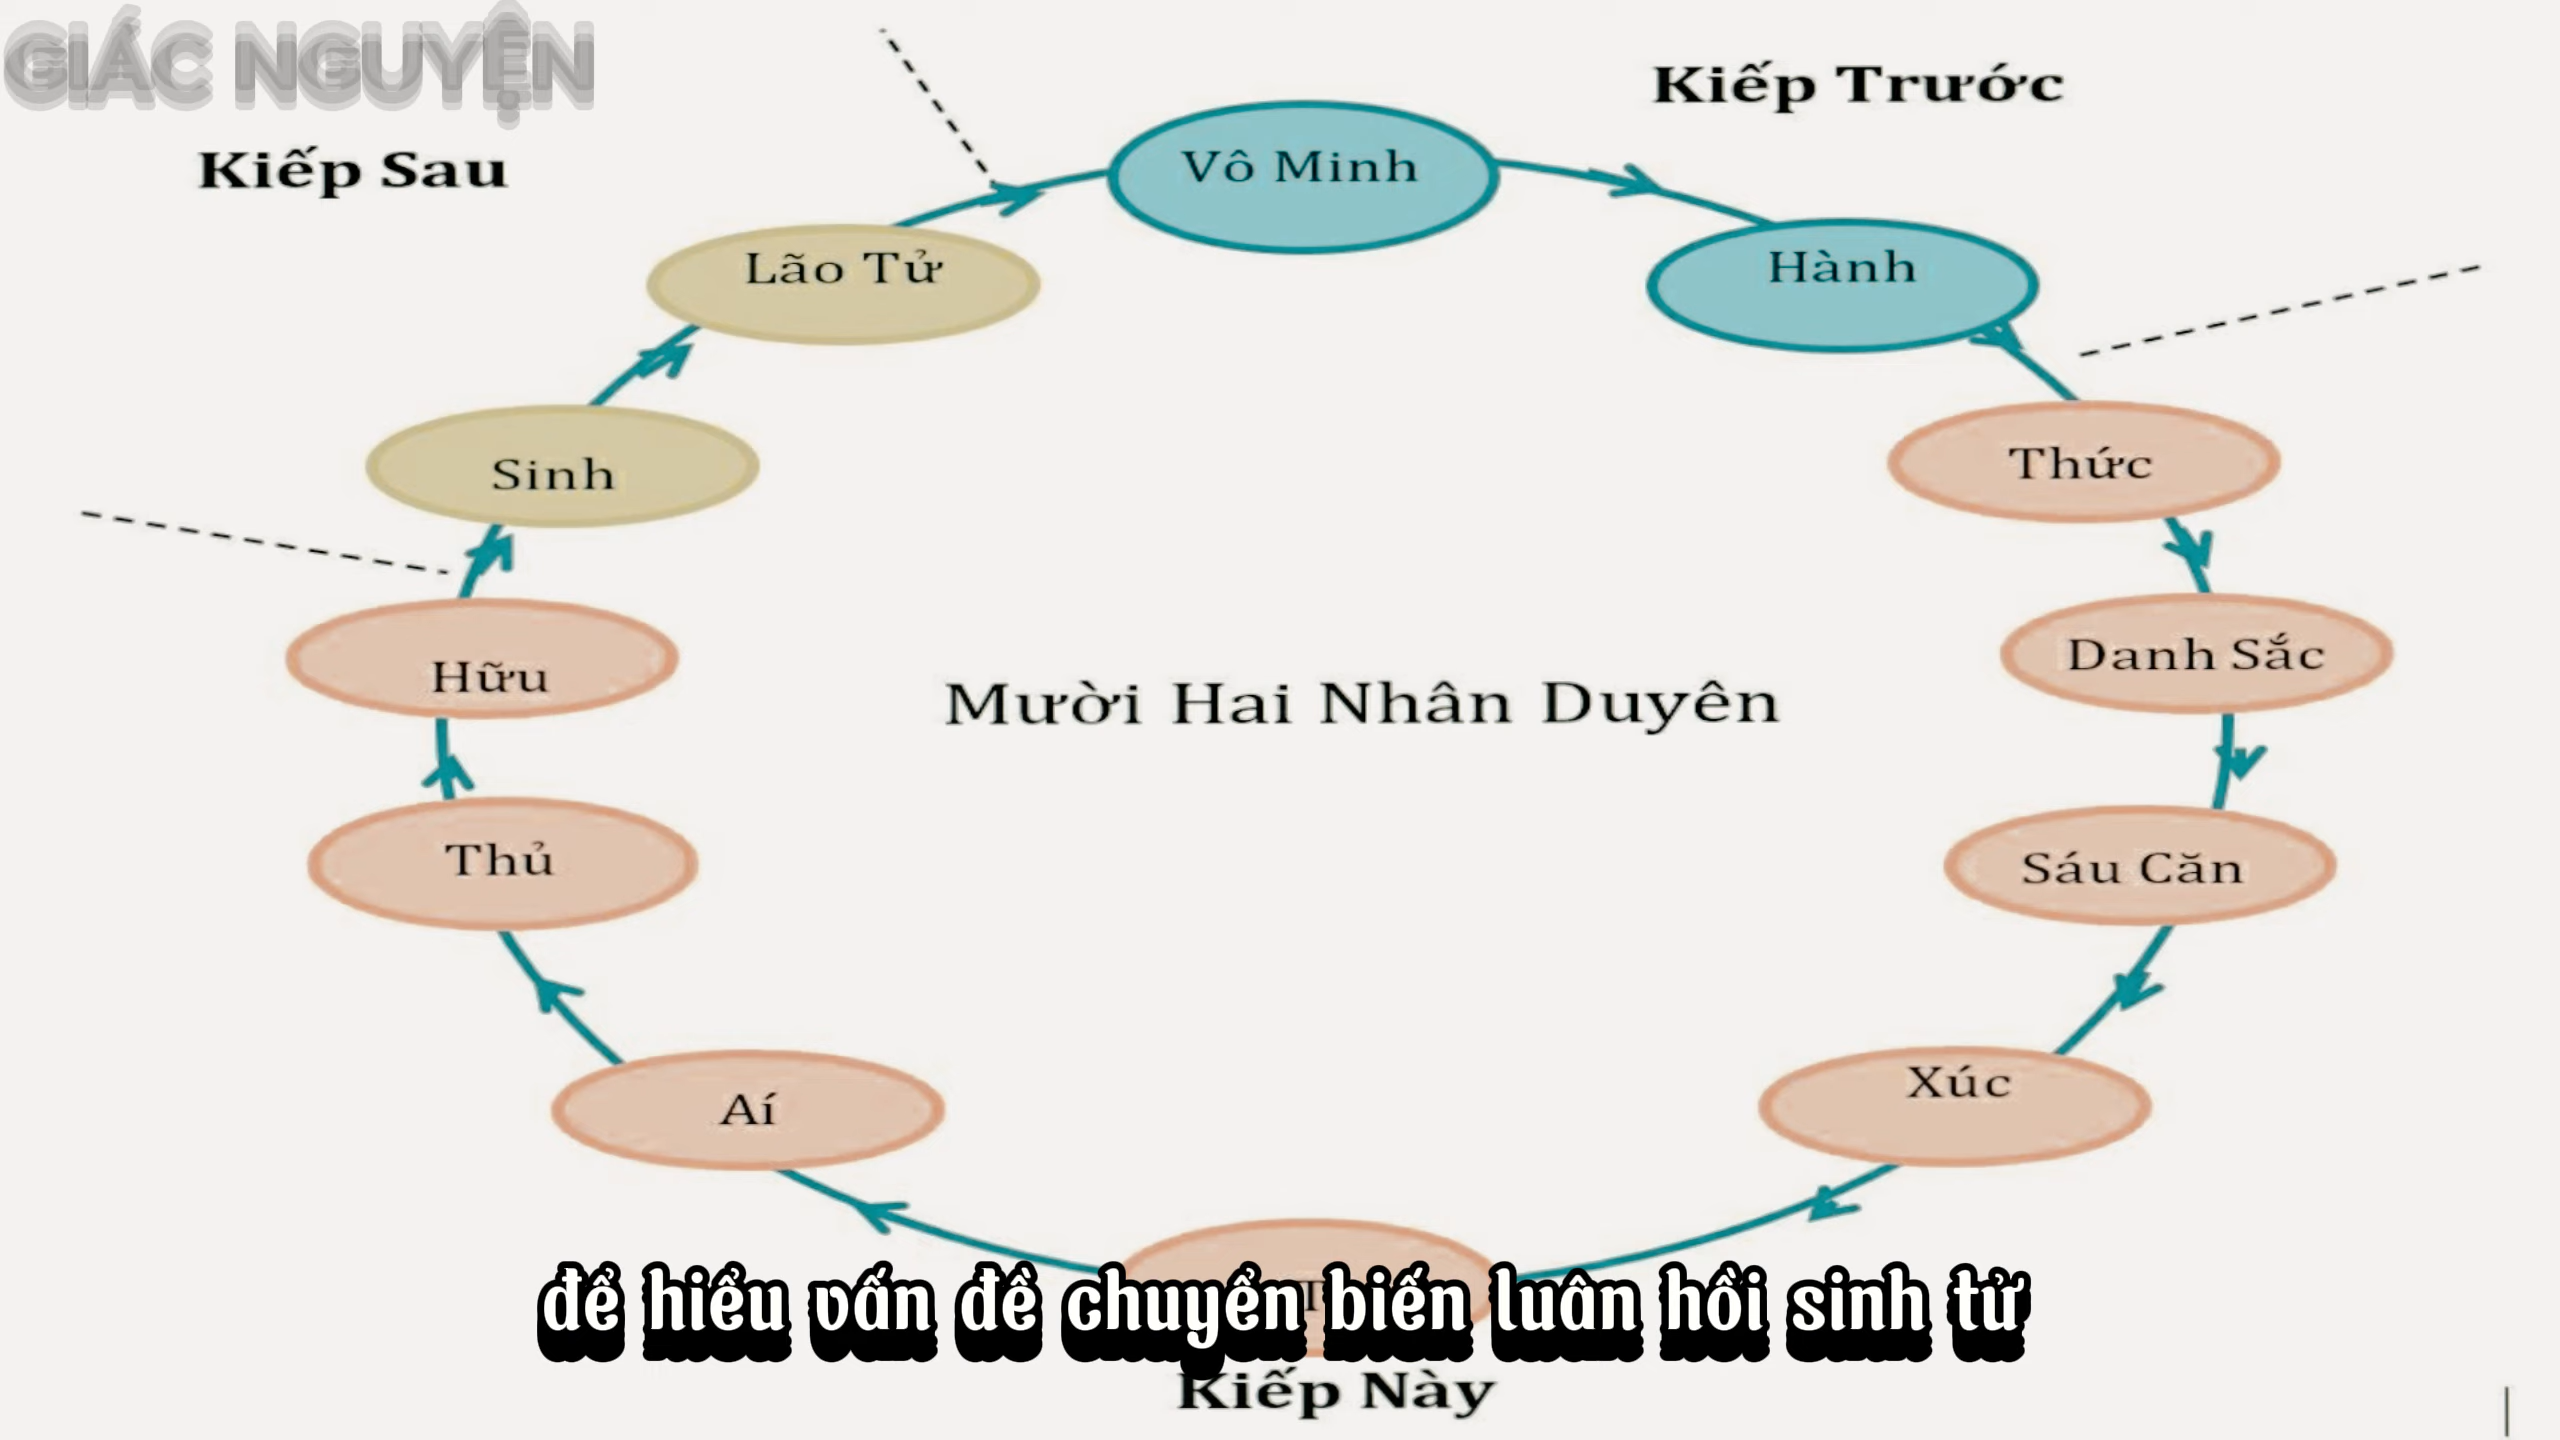 GIÁC NGUYỆN
Kiếp Trước
Kiếp Sau
Vô Minh
Hành
Lão Tử
Thức
Sinh
Danh Sắc
Hữu
Mười Hai Nhân Duyên
Thủ
Sáu Căn
Xúc
Aí
để hiểu vấn đề chuyển biến luân hồi sinh tử
Kiếp Này